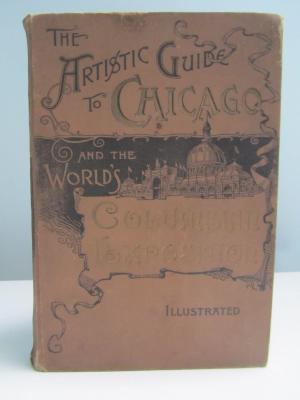 THE
ARTISTIC GUIDE
TO CHICAGO
AND THE
WORLD'S
COLUMBIAN
EXPOSITION
ILLUSTRATED